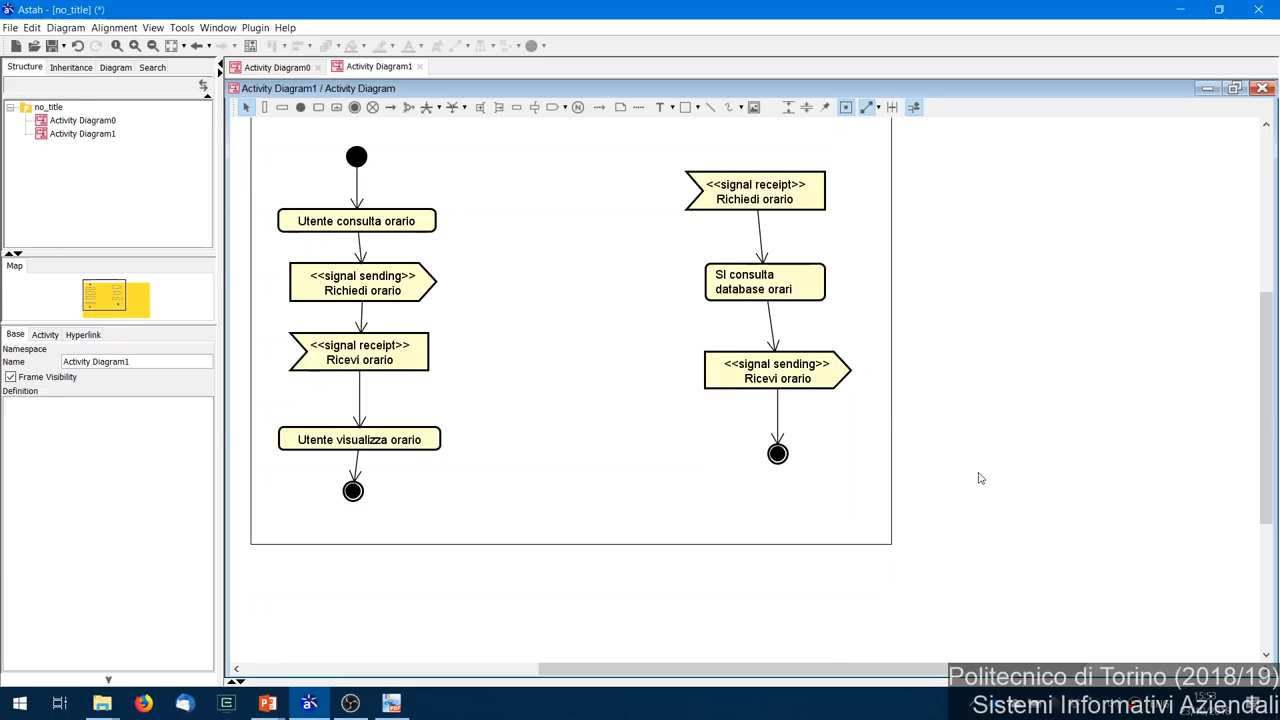 Astah - [no_title] (*)
File Edit Diagram Alignment View Tools Window Plugin Help
Structure Inheritance Diagram Search
Activity Diagram0
Activity Diagram1
Activity Diagram1 / Activity Diagram
no_title
Activity Diagram0
Activity Diagram1
Map
Base Activity Hyperlink
Namespace
Name Activity Diagram1
Frame Visibility
Definition
Utente consulta orario
<<signal sending>>
Richiedi orario
<<signal receipt>>
Ricevi orario
Utente visualizza orario
<<signal receipt>>
Richiedi orario
SI consulta
database orari
<<signal sending>>
Ricevi orario
Politecnico di Torino (2018/19)
15:53
Sistemi Informativi Aziendali